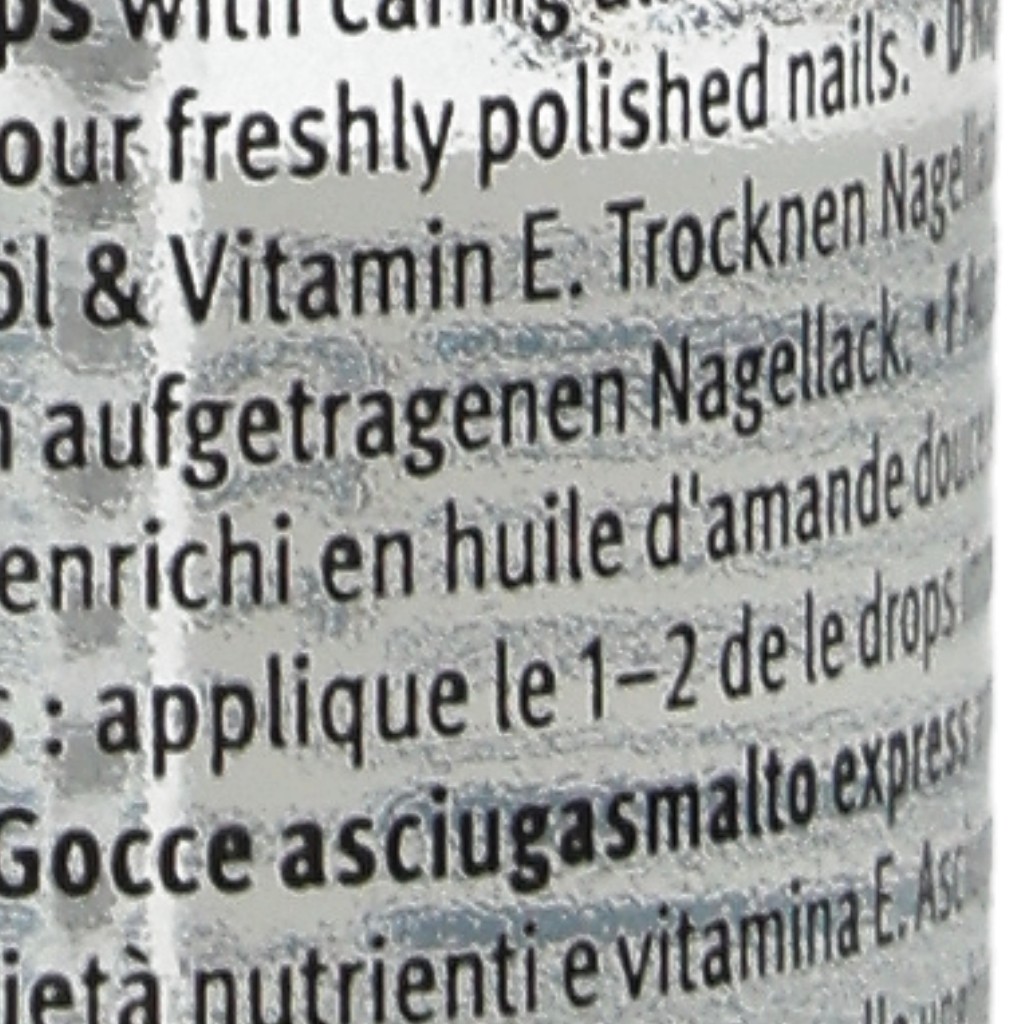 ps with caring
our freshly polished nails. • D
öl & Vitamin E. Trocknen Nagel
aufgetragenen Nagellack. • F
enrichi en huile d'amande
s : applique le 1–2 de le drops
Gocce asciugasmalto express
ietà nutrienti e vitamina E. Asc